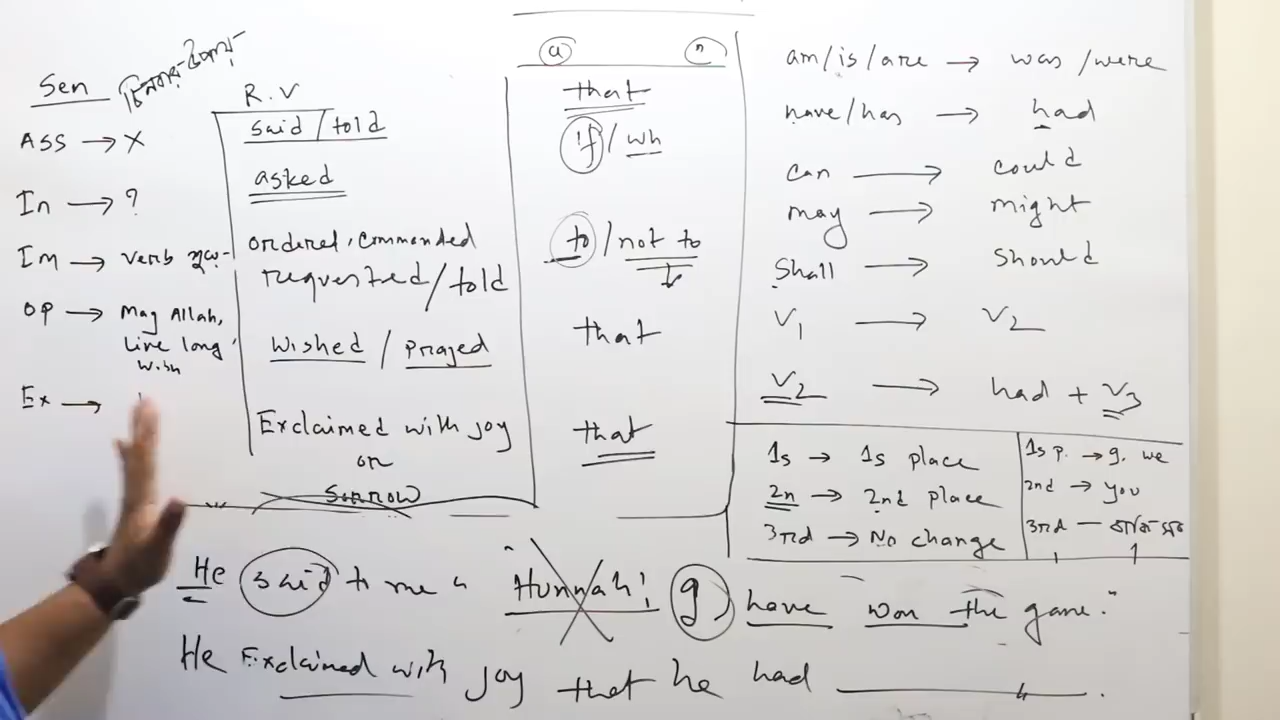 Sen চিনার উপায়
ASS → X
In → ?
Im → verb মূল
OP → May Allah,
Live long,
wish
Ex → !
R. V
said / told
asked
ordered, commanded
requested / told
wished / prayed
Exclaimed with joy
or
sorrow
a
n
that
if / wh
to / not to
that
that
am/is/are → was /were
have/has → had
can → could
may → might
Shall → should
V1 → V2
V2 → had + V3
1s → 1s place
2n → 2nd place
3rd → No change
1s p. → I. we
2nd → you
3rd —
He said to me " "Hurrah! I have won the game."
He Exclaimed with joy that he had .